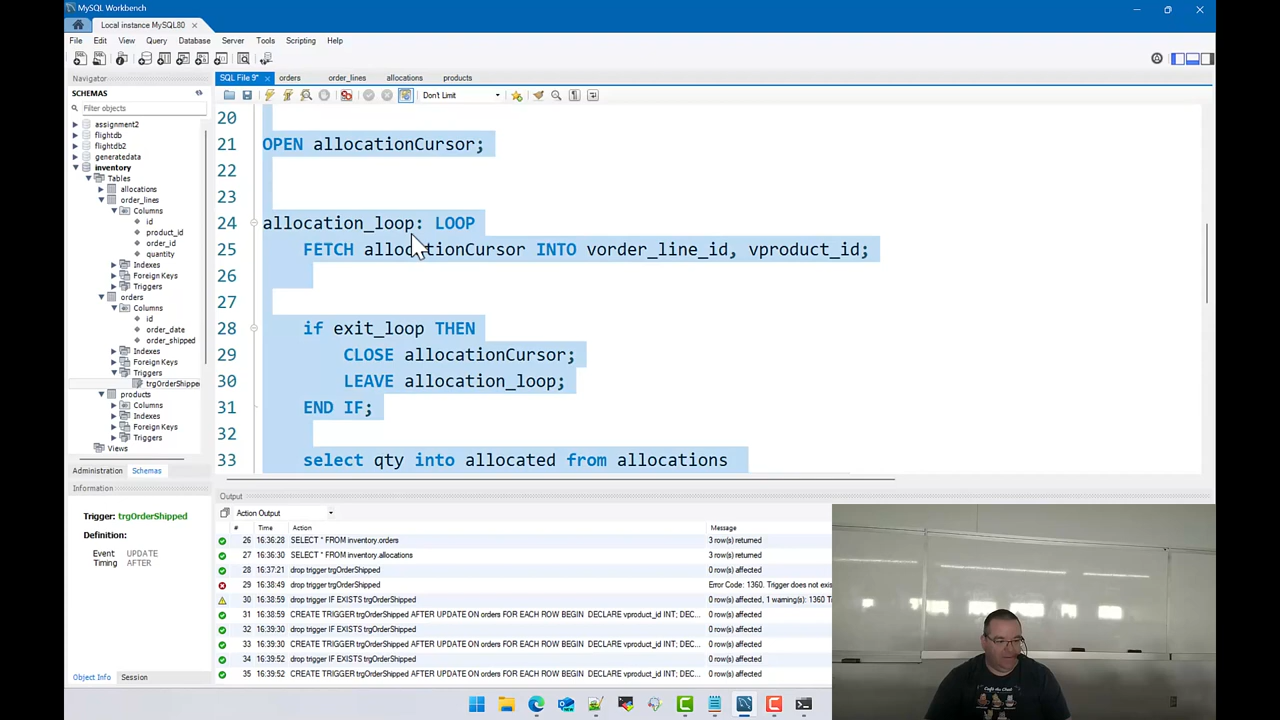 MySQL Workbench
Local instance MySQL80
File Edit View Query Database Server Tools Scripting Help
Navigator
SCHEMAS
Filter objects
assignment2
flightdb
flightdb2
generatedata
inventory
Tables
allocations
order_lines
Columns
id
product_id
order_id
quantity
Indexes
Foreign Keys
Triggers
orders
Columns
id
order_date
order_shipped
Indexes
Foreign Keys
Triggers
trgOrderShipped
products
Columns
Indexes
Foreign Keys
Triggers
Views
Administration Schemas
Information
Trigger: trgOrderShipped
Definition:
Event UPDATE
Timing AFTER
Object Info Session
SQL File 9* orders order_lines allocations products
Don't Limit
20
21 OPEN allocationCursor;
22
23
24 allocation_loop: LOOP
25 FETCH allocationCursor INTO vorder_line_id, vproduct_id;
26
27
28 if exit_loop THEN
29 CLOSE allocationCursor;
30 LEAVE allocation_loop;
31 END IF;
32
33 select qty into allocated from allocations
Output
Action Output
# Time Action Message
26 16:36:28 SELECT * FROM inventory.orders 3 row(s) returned
27 16:36:30 SELECT * FROM inventory.allocations 3 row(s) returned
28 16:37:21 drop trigger trgOrderShipped 0 row(s) affected
29 16:38:49 drop trigger trgOrderShipped Error Code: 1360. Trigger does not exis
30 16:38:59 drop trigger IF EXISTS trgOrderShipped 0 row(s) affected, 1 warning(s): 1360 T
31 16:38:59 CREATE TRIGGER trgOrderShipped AFTER UPDATE ON orders FOR EACH ROW BEGIN DECLARE vproduct_id INT; DEC... 0 row(s) affected
32 16:39:30 drop trigger IF EXISTS trgOrderShipped 0 row(s) affected
33 16:39:30 CREATE TRIGGER trgOrderShipped AFTER UPDATE ON orders FOR EACH ROW BEGIN DECLARE vproduct_id INT; DEC... 0 row(s) affected
34 16:39:52 drop trigger IF EXISTS trgOrderShipped 0 row(s) affected
35 16:39:52 CREATE TRIGGER trgOrderShipped AFTER UPDATE ON orders FOR EACH ROW BEGIN DECLARE vproduct_id INT; DEC... 0 row(s) affected